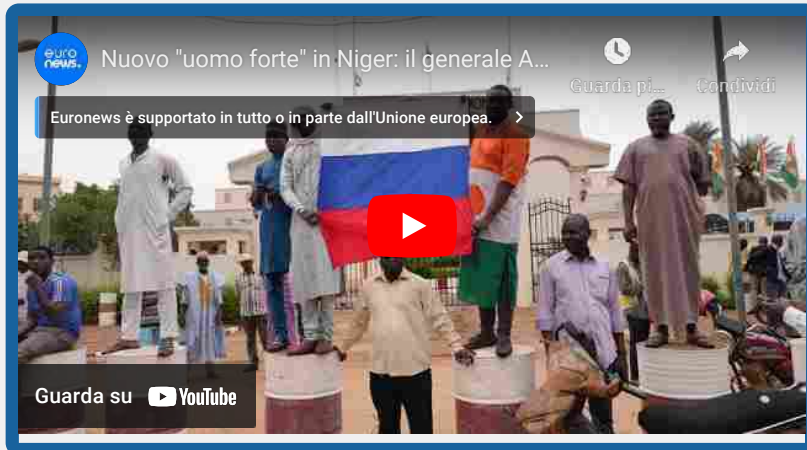 euro
news.
Nuovo "uomo forte" in Niger: il generale A...
Guarda pi...
Condividi
Euronews è supportato in tutto o in parte dall'Unione europea.
Guarda su YouTube